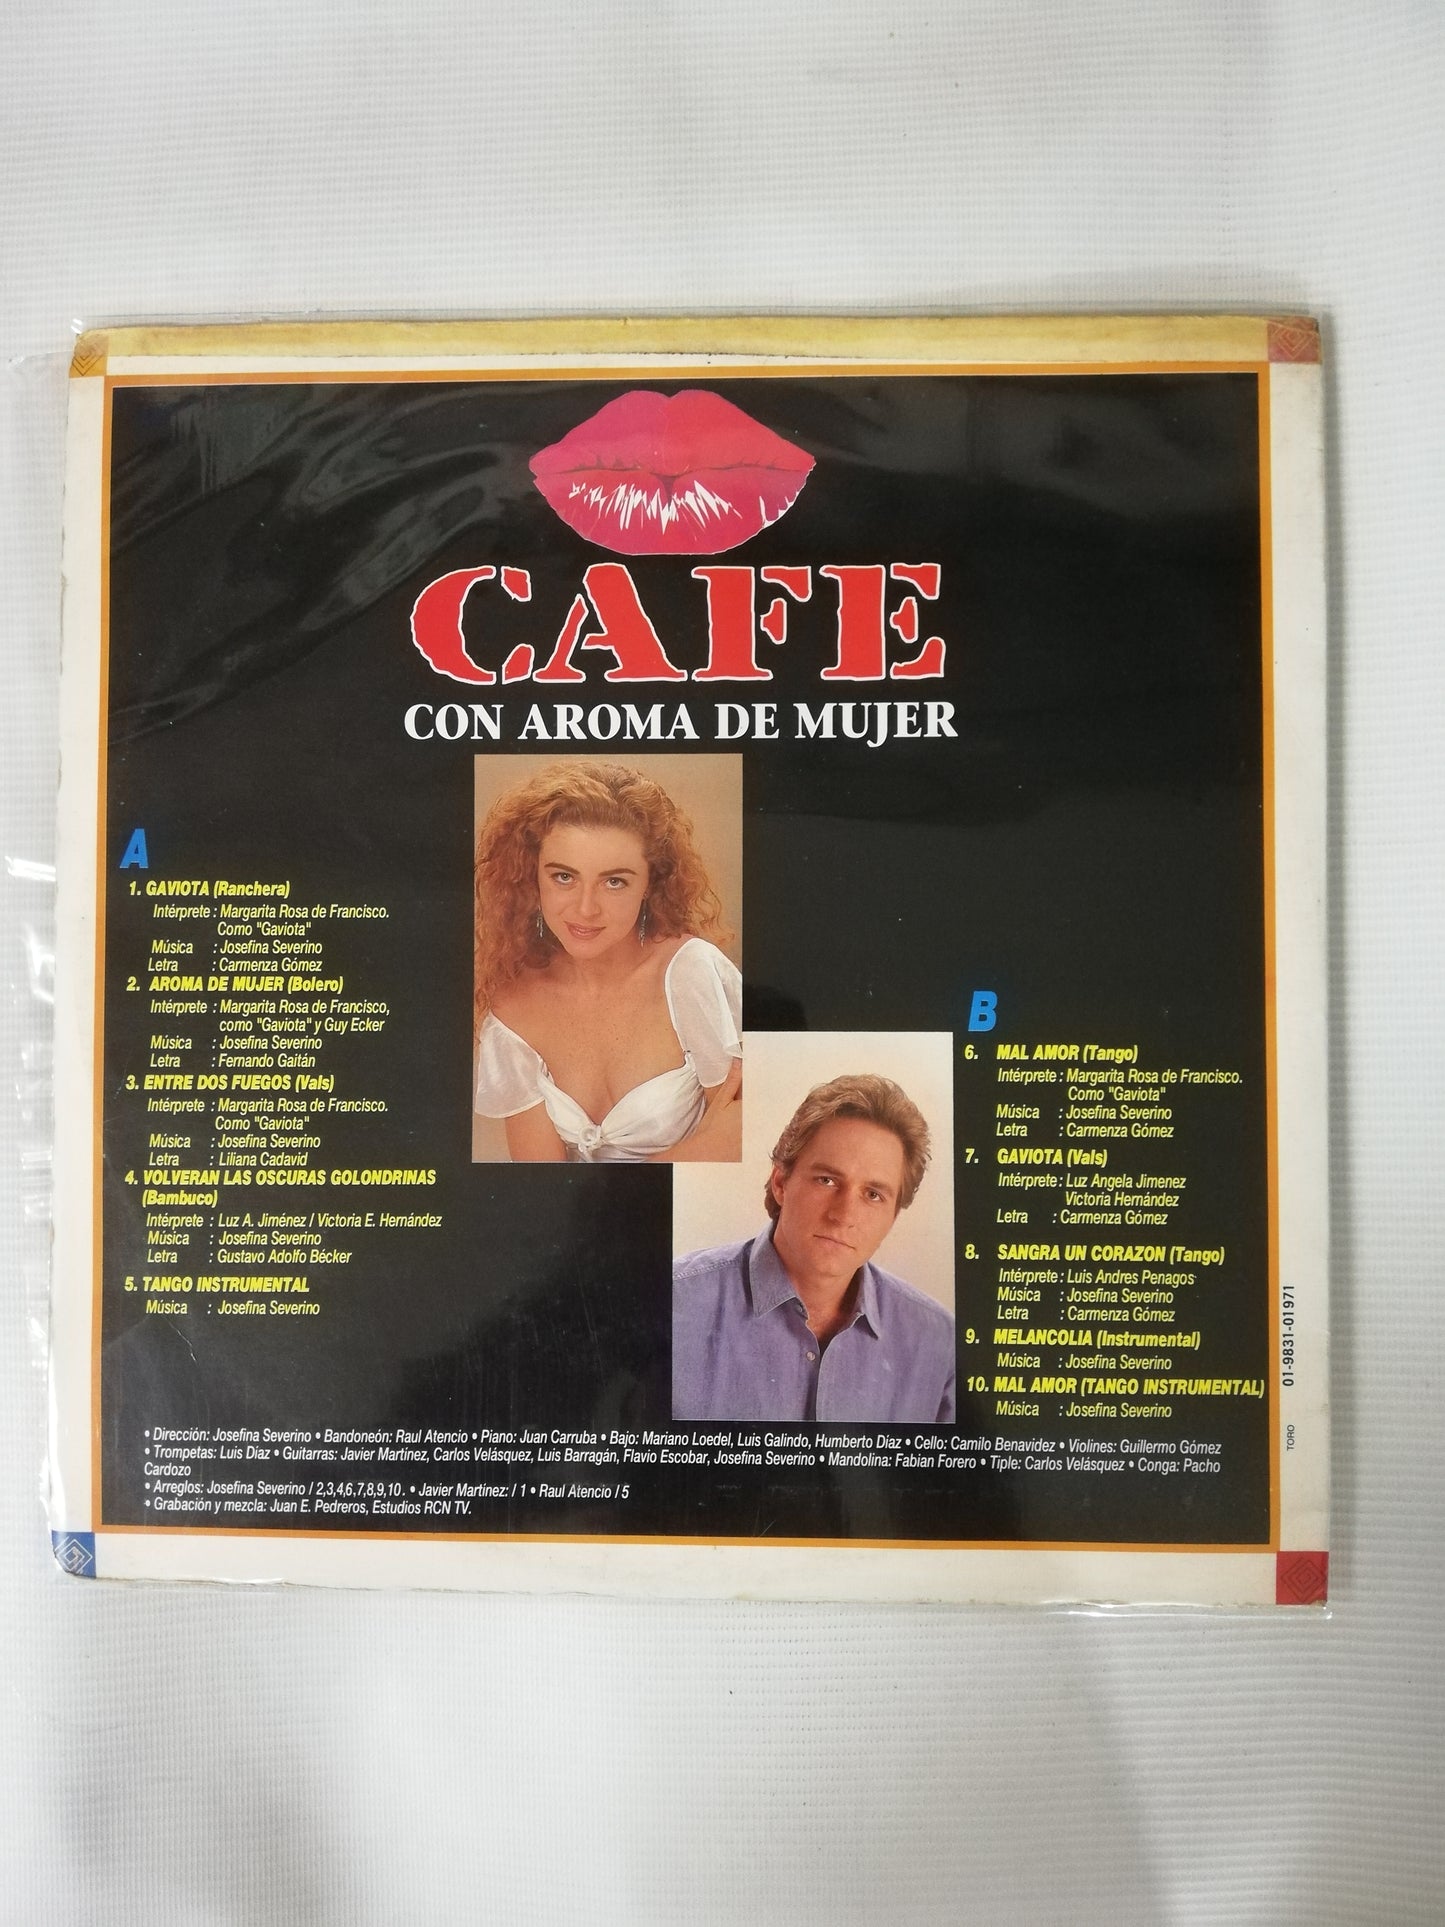 CAFE
CON AROMA DE MUJER
A
1. GAVIOTA (Ranchera)
Intérprete : Margarita Rosa de Francisco.
Como "Gaviota"
Música : Josefina Severino
Letra : Carmenza Gómez
2. AROMA DE MUJER (Bolero)
Intérprete : Margarita Rosa de Francisco,
como "Gaviota" y Guy Ecker
Música : Josefina Severino
Letra : Fernando Gaitán
3. ENTRE DOS FUEGOS (Vals)
Intérprete : Margarita Rosa de Francisco.
Como "Gaviota"
Música : Josefina Severino
Letra : Liliana Cadavid
4. VOLVERAN LAS OSCURAS GOLONDRINAS
(Bambuco)
Intérprete : Luz A. Jiménez / Victoria E. Hernández
Música : Josefina Severino
Letra : Gustavo Adolfo Bécker
5. TANGO INSTRUMENTAL
Música : Josefina Severino
B
6. MAL AMOR (Tango)
Intérprete : Margarita Rosa de Francisco.
Como "Gaviota"
Música : Josefina Severino
Letra : Carmenza Gómez
7. GAVIOTA (Vals)
Intérprete : Luz Angela Jimenez
Victoria Hernández
Letra : Carmenza Gómez
8. SANGRA UN CORAZON (Tango)
Intérprete : Luis Andres Penagos
Música : Josefina Severino
Letra : Carmenza Gómez
9. MELANCOLIA (Instrumental)
Música : Josefina Severino
10. MAL AMOR (TANGO INSTRUMENTAL)
Música : Josefina Severino
• Dirección: Josefina Severino • Bandoneón: Raul Atencio • Piano: Juan Carruba • Bajo: Mariano Loedel, Luis Galindo, Humberto Díaz • Cello: Camilo Benavidez • Violines: Guillermo Gómez
• Trompetas: Luis Díaz • Guitarras: Javier Martínez, Carlos Velásquez, Luis Barragán, Flavio Escobar, Josefina Severino • Mandolina: Fabian Forero • Tiple: Carlos Velásquez • Conga: Pacho
Cardozo
• Arreglos: Josefina Severino / 2,3,4,6,7,8,9,10. • Javier Martínez: / 1 • Raul Atencio / 5
• Grabación y mezcla: Juan E. Pedreros, Estudios RCN TV.
01-9831-01971
TORO